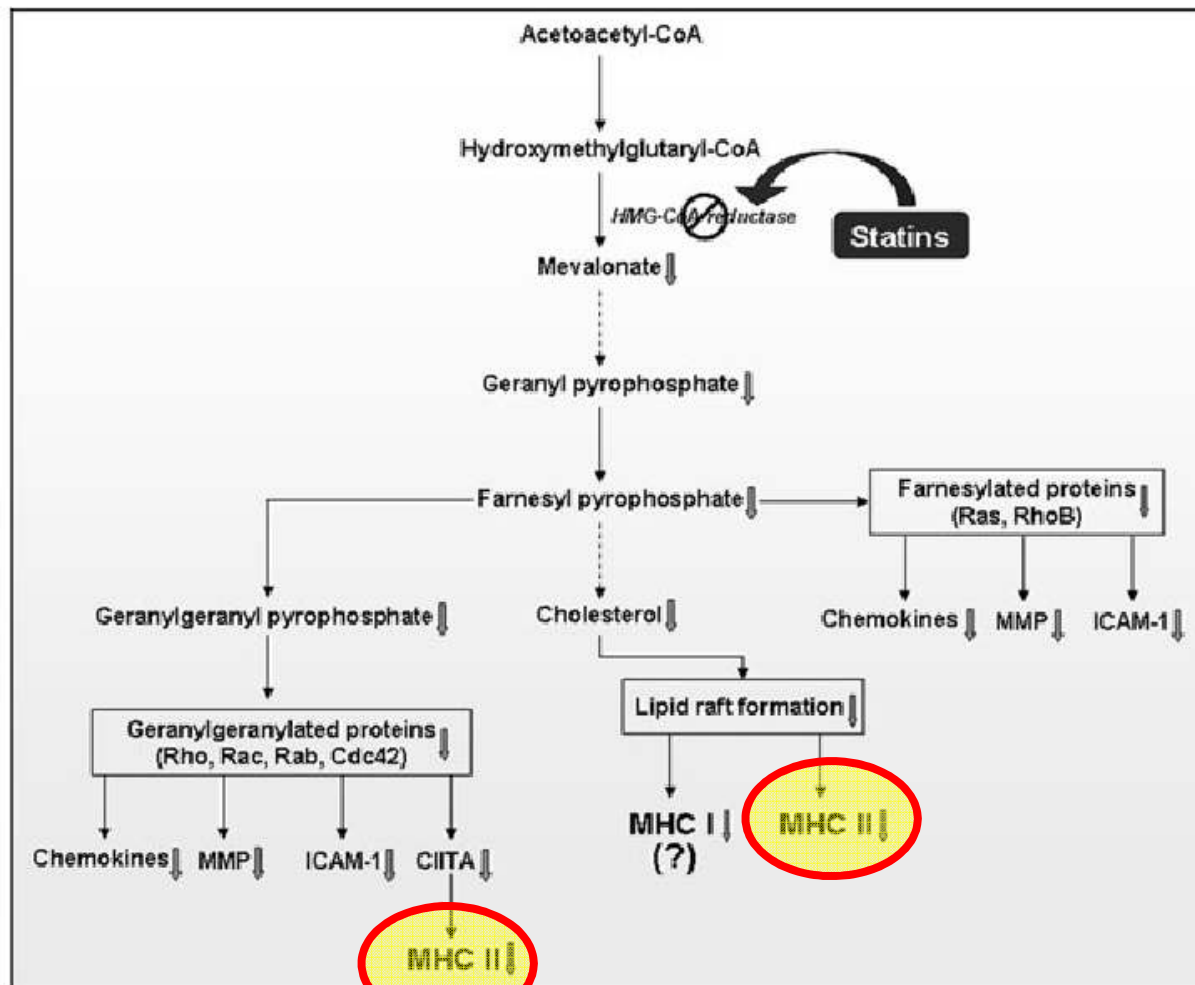 Acetoacetyl-CoA
Hydroxymethylglutaryl-CoA
HMG-CoA reductase
Statins
Mevalonate
Geranyl pyrophosphate
Farnesyl pyrophosphate
Farnesylated proteins
(Ras, RhoB)
Geranylgeranyl pyrophosphate
Cholesterol
Chemokines MMP ICAM-1
Lipid raft formation
Geranylgeranylated proteins
(Rho, Rac, Rab, Cdc42)
MHC I MHC II
(?)
Chemokines MMP ICAM-1 CIITA
MHC II